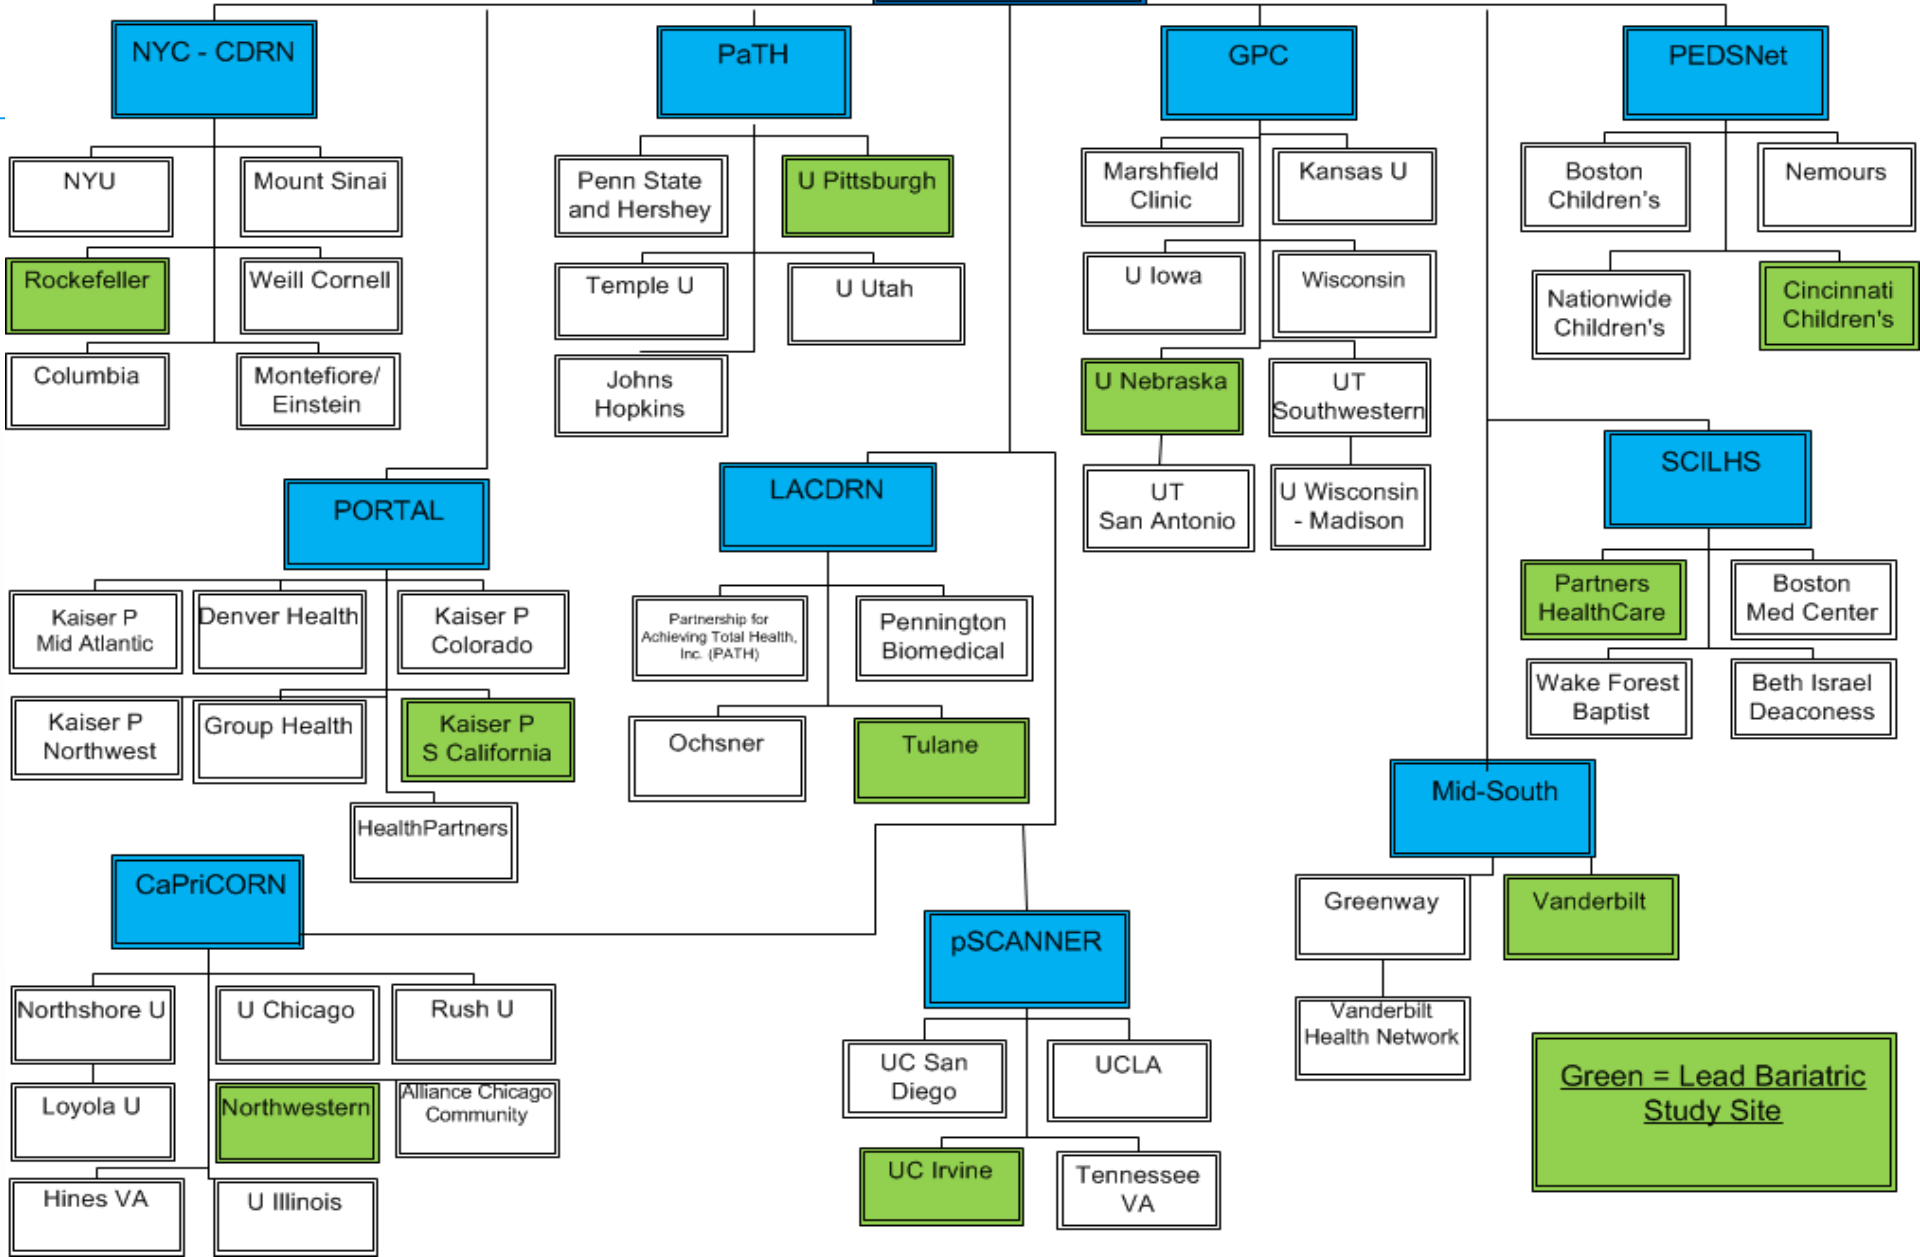 NYC - CDRN
PaTH
GPC
PEDSNet
NYU
Mount Sinai
Rockefeller
Weill Cornell
Columbia
Montefiore/
Einstein
Penn State
and Hershey
U Pittsburgh
Temple U
U Utah
Johns
Hopkins
Marshfield
Clinic
Kansas U
U Iowa
Wisconsin
U Nebraska
UT
Southwestern
UT
San Antonio
U Wisconsin
- Madison
Boston
Children's
Nemours
Nationwide
Children's
Cincinnati
Children's
PORTAL
LACDRN
SCILHS
Kaiser P
Mid Atlantic
Denver Health
Kaiser P
Colorado
Kaiser P
Northwest
Group Health
Kaiser P
S California
HealthPartners
Partnership for
Achieving Total Health,
Inc. (PATH)
Pennington
Biomedical
Ochsner
Tulane
Partners
HealthCare
Boston
Med Center
Wake Forest
Baptist
Beth Israel
Deaconess
Mid-South
Greenway
Vanderbilt
Vanderbilt
Health Network
CaPriCORN
pSCANNER
Northshore U
U Chicago
Rush U
Loyola U
Northwestern
Alliance Chicago
Community
Hines VA
U Illinois
UC San
Diego
UCLA
UC Irvine
Tennessee
VA
Green = Lead Bariatric
Study Site